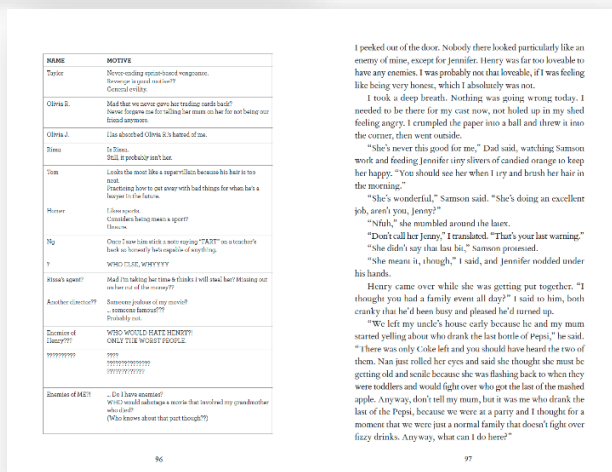 NAME MOTIVE
Taylor Never-ending sprint-based vengeance.
Revenge is good motive??
General evility.
Olivia R. Mad that we never gave her trading cards back?
Never forgave me for telling her mum on her for not being our
friend anymore.
Olivia J. Has absorbed Olivia R.'s hatred of me.
Rissa Is Rissa.
Still, it probably isn't her.
Tom Looks the most like a supervillain because his hair is too
neat.
Practising how to get away with bad things for when he's a
lawyer in the future.
Horner Likes sports.
Considers being mean a sport?
Unsure.
Ng Once I saw him stick a note saying "FART" on a teacher's
back so honestly he's capable of anything.
? WHO ELSE, WHYYYY
Rissa's agent? Mad I'm taking her time & thinks I will steal her? Missing out
on her cut of the money??
Another director?? Someone jealous of my movie?
... someone famous???
Probably not.
Enemies of WHO WOULD HATE HENRY?!
Henry??? ONLY THE WORST PEOPLE.
?????????? ????
???????????????
?????????????
Enemies of ME?! ... Do I have enemies?
WHO would sabotage a movie that involved my grandmother
who died?
(Who knows about that part though??)
96
I peeked out of the door. Nobody there looked particularly like an
enemy of mine, except for Jennifer. Henry was far too loveable to
have any enemies. I was probably not that loveable, if I was feeling
like being very honest, which I absolutely was not.
I took a deep breath. Nothing was going wrong today. I
needed to be there for my cast now, not holed up in my shed
feeling angry. I crumpled the paper into a ball and threw it into
the corner, then went outside.
"She's never this good for me," Dad said, watching Samson
work and feeding Jennifer tiny slivers of candied orange to keep
her happy. "You should see her when I try and brush her hair in
the morning."
"She's wonderful," Samson said. "She's doing an excellent
job, aren't you, Jenny?"
"Nfuh," she mumbled around the latex.
"Don't call her Jenny," I translated. "That's your last warning."
"She didn't say that last bit," Samson protested.
"She means it, though," I said, and Jennifer nodded under
his hands.
Henry came over while she was getting put together. "I
thought you had a family event all day?" I said to him, both
cranky that he'd been busy and pleased he'd turned up.
"We left my uncle's house early because he and my mum
started yelling about who drank the last bottle of Pepsi," he said.
"There was only Coke left and you should have heard the two of
them. Nan just rolled her eyes and said she thought she must be
getting old and senile because she was flashing back to when they
were toddlers and would fight over who got the last of the mashed
apple. Anyway, don't tell my mum, but it was me who drank the
last of the Pepsi, because we were at a party and I thought for a
moment that we were just a normal family that doesn't fight over
fizzy drinks. Anyway, what can I do here?"
97